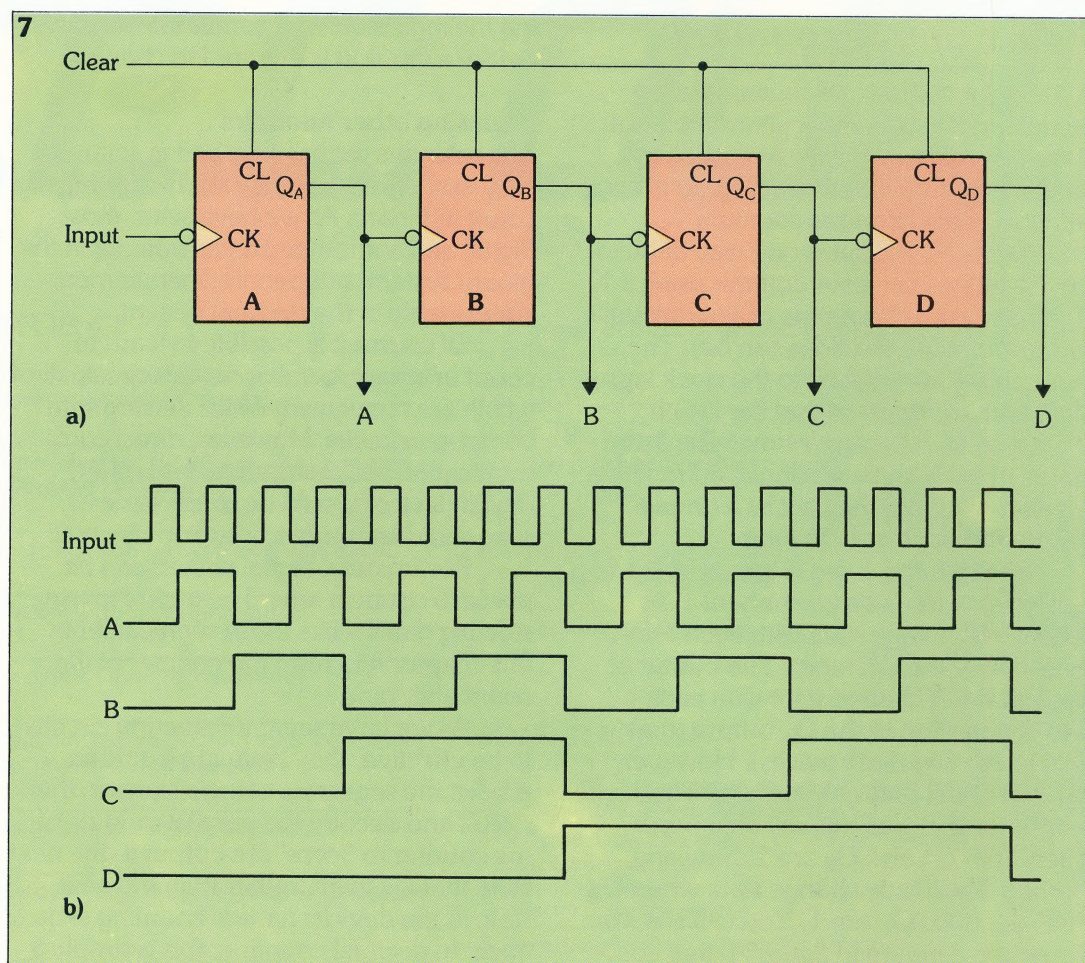 7
Clear
CL CL CL CL
Q_A Q_B Q_C Q_D
Input CK CK CK CK
A B C D
a) A B C D
Input
A
B
C
D
b)